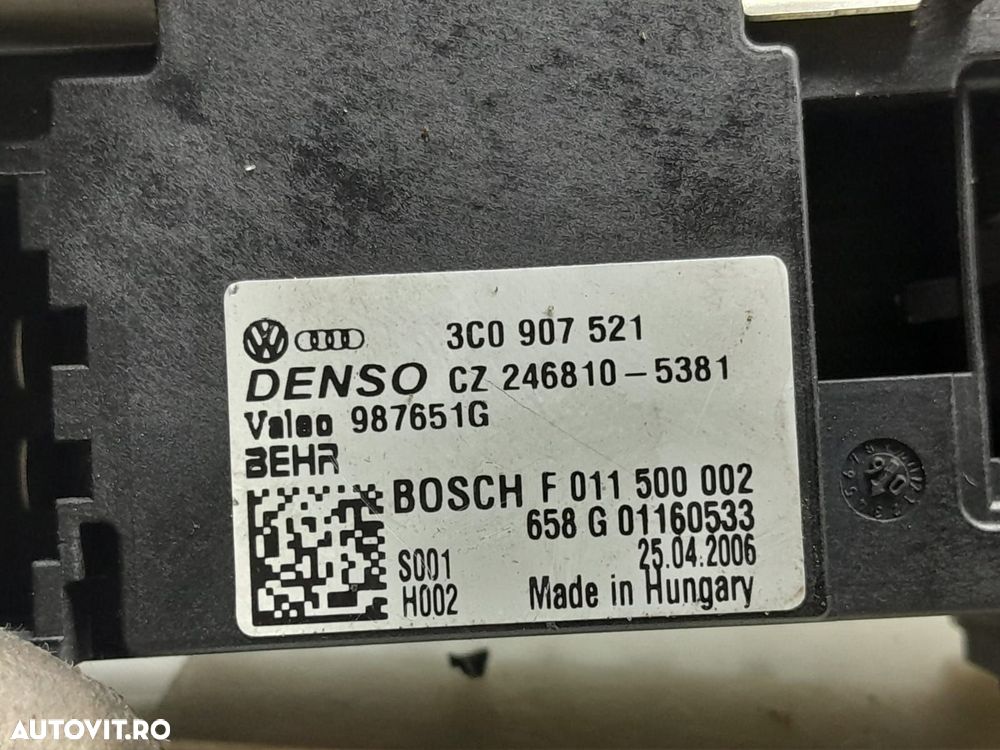 3C0 907 521
DENSO CZ 246810-5381
Valeo 987651G
BEHR
BOSCH F 011 500 002
658 G 01160533
S001 25.04.2006
H002 Made in Hungary
AUTOVIT.RO